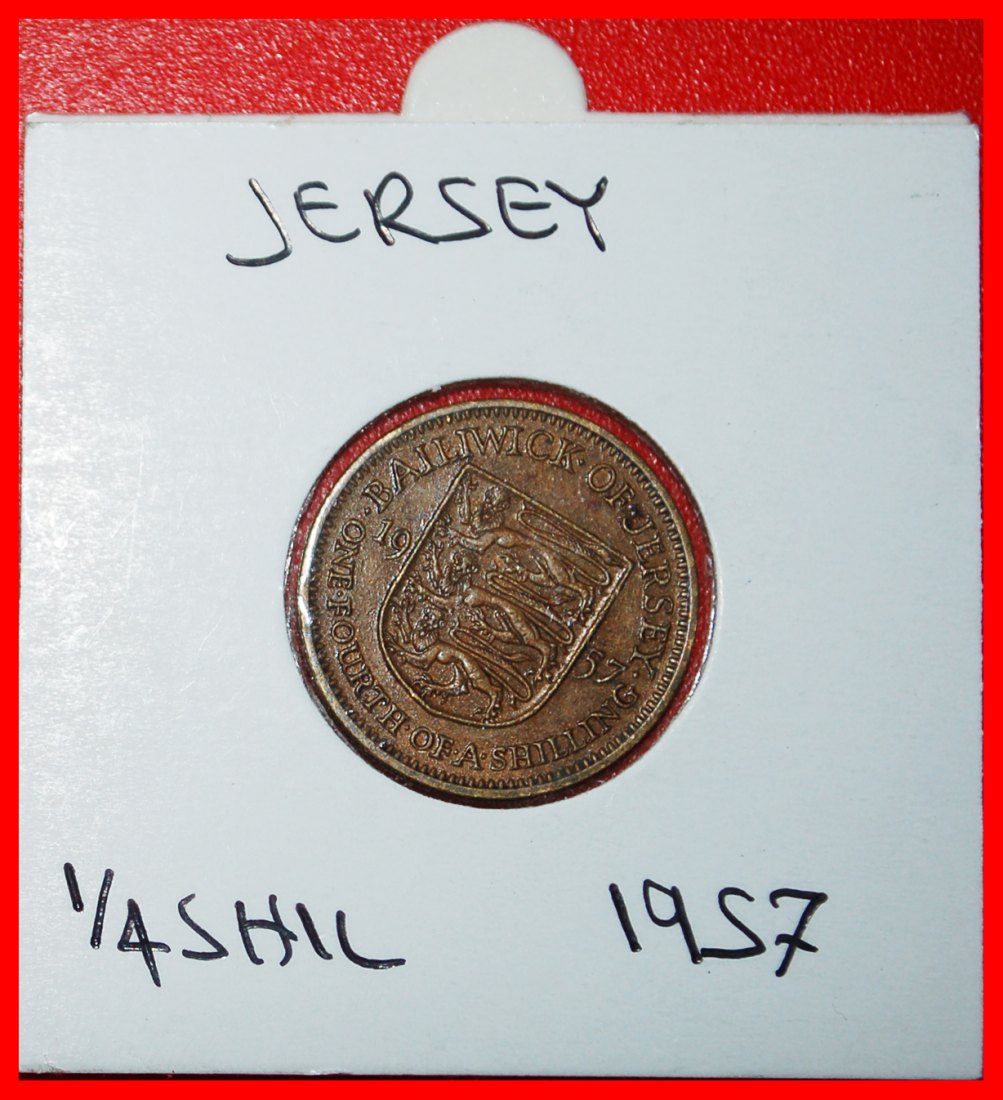 JERSEY
·BAILIWICK·OF·JERSEY·
19
57
ONE·FOURTH·OF·A·SHILLING·
1/4 SHIL
1957